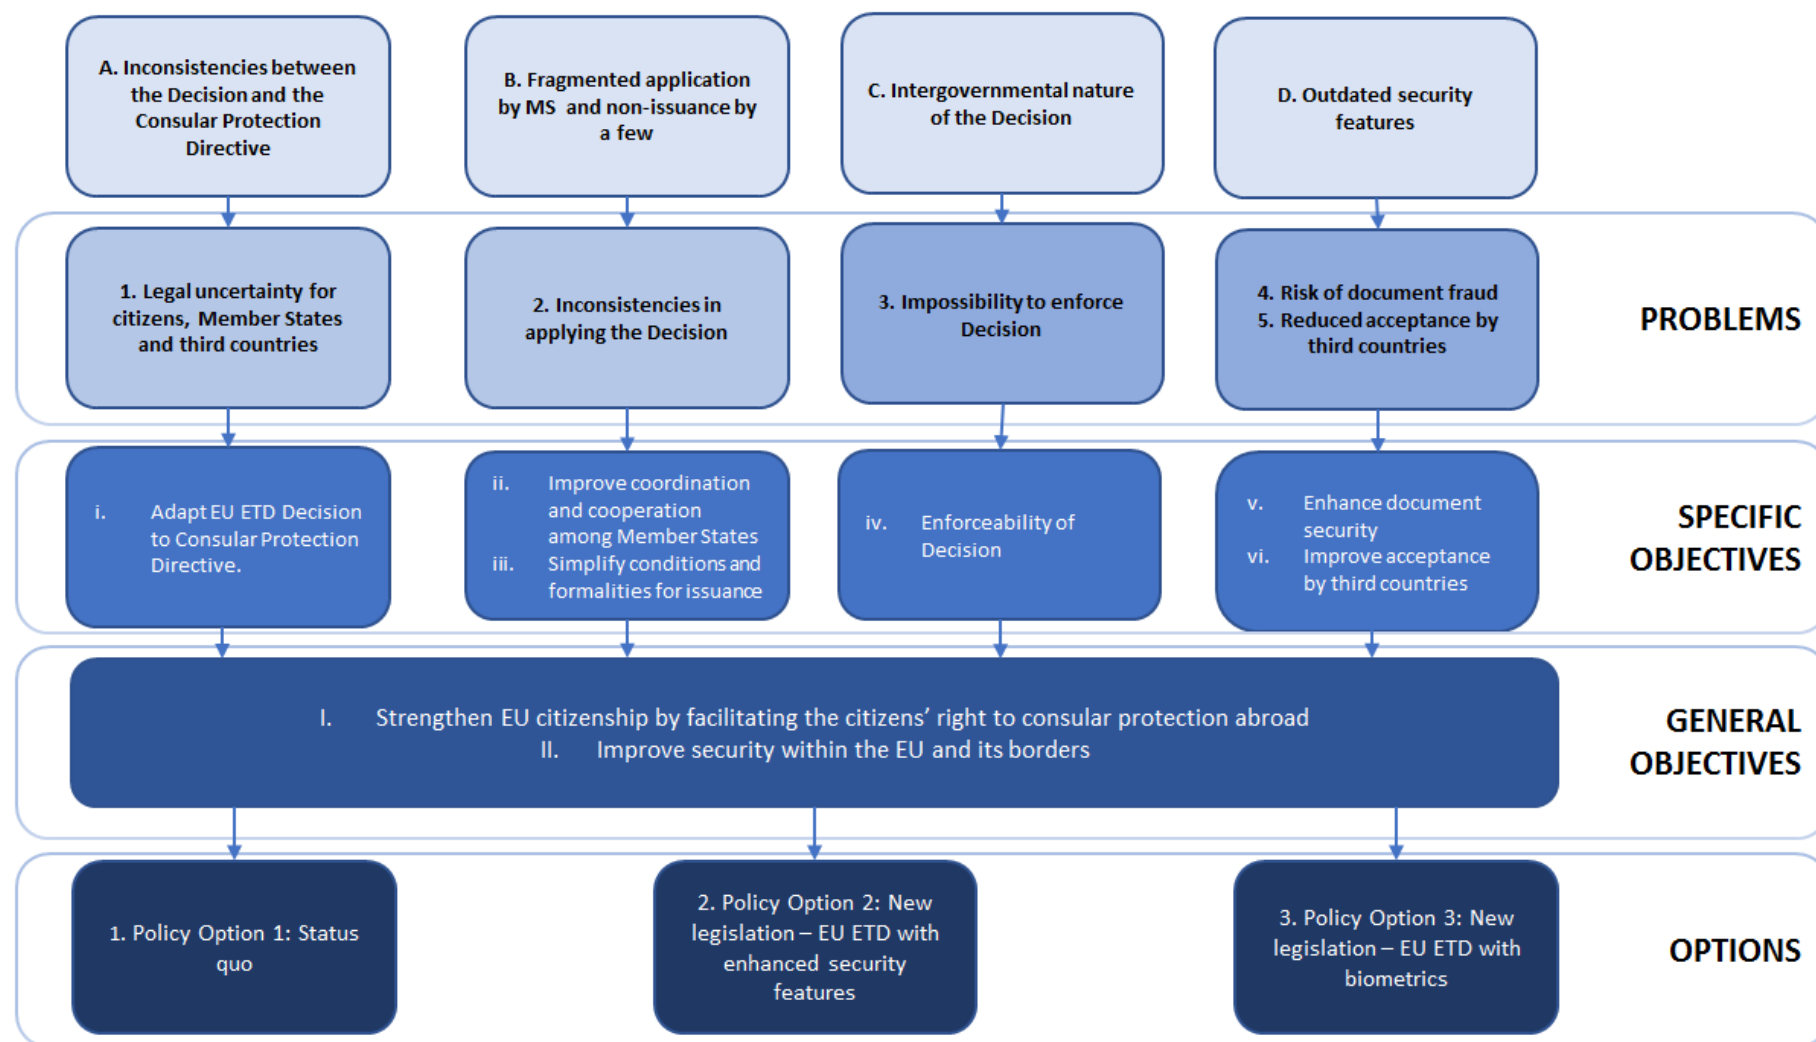 A. Inconsistencies between
the Decision and the
Consular Protection
Directive
B. Fragmented application
by MS and non-issuance by
a few
C. Intergovernmental nature
of the Decision
D. Outdated security
features
1. Legal uncertainty for
citizens, Member States
and third countries
2. Inconsistencies in
applying the Decision
3. Impossibility to enforce
Decision
4. Risk of document fraud
5. Reduced acceptance by
third countries
PROBLEMS
i. Adapt EU ETD Decision
to Consular Protection
Directive.
ii. Improve coordination
and cooperation
among Member States
iii. Simplify conditions and
formalities for issuance
iv. Enforceability of
Decision
v. Enhance document
security
vi. Improve acceptance
by third countries
SPECIFIC
OBJECTIVES
I. Strengthen EU citizenship by facilitating the citizens’ right to consular protection abroad
II. Improve security within the EU and its borders
GENERAL
OBJECTIVES
1. Policy Option 1: Status
quo
2. Policy Option 2: New
legislation – EU ETD with
enhanced security
features
3. Policy Option 3: New
legislation – EU ETD with
biometrics
OPTIONS